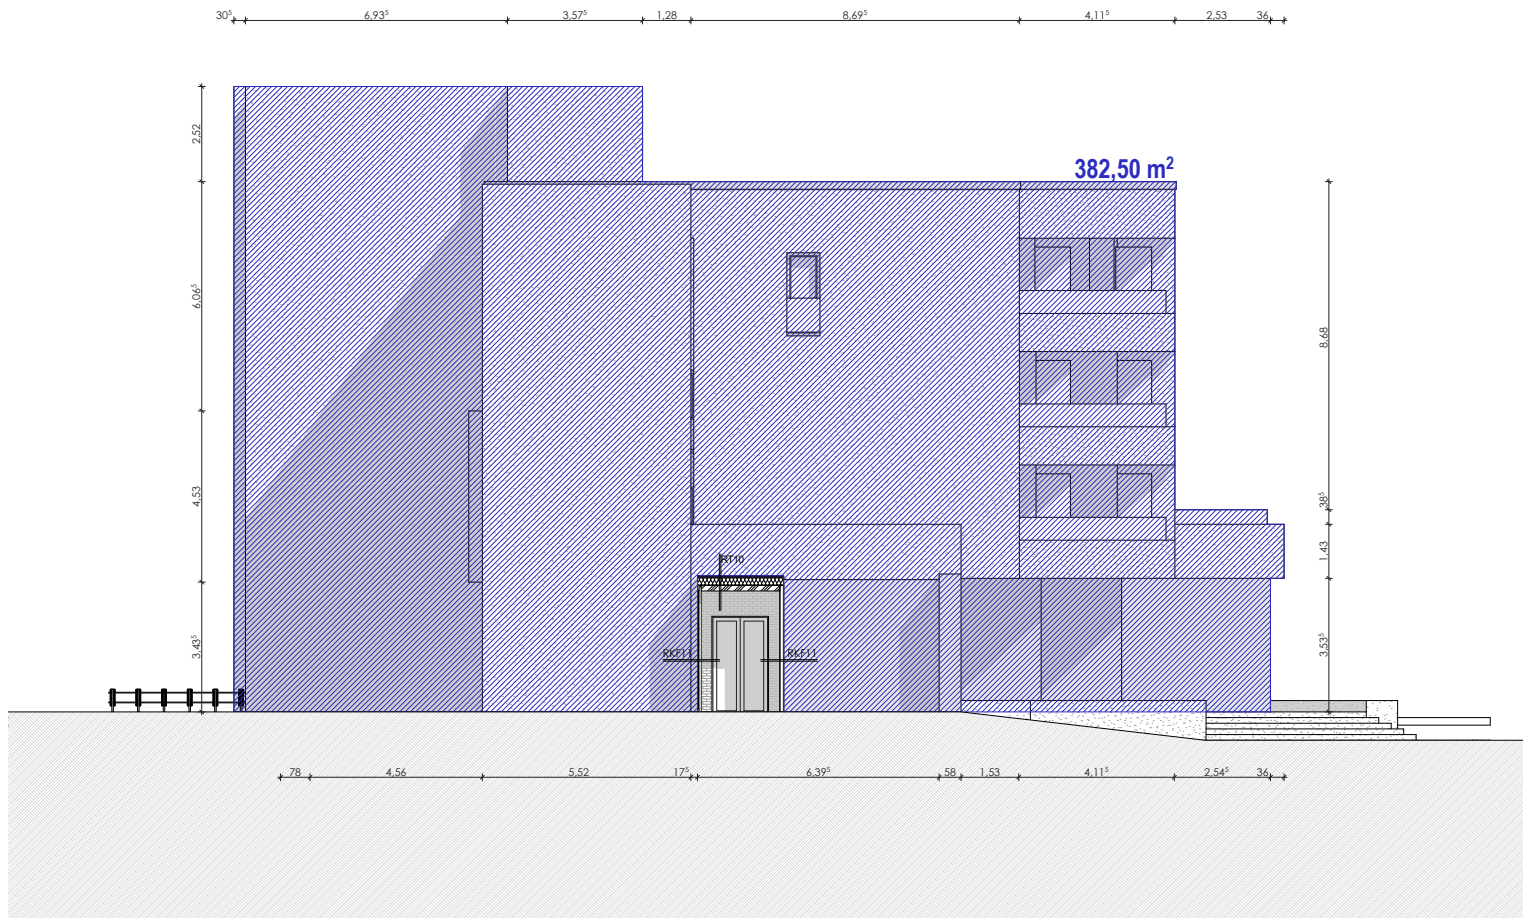 30⁵ 6,93⁵ 3,57⁵ 1,28 8,69⁵ 4,11⁵ 2,53 36
2,52
382,50 m²
6,06⁵
8,68
4,53
38⁵
1,43
RT10
3,43⁵
3,53⁵
RKF11 RKF11
78 4,56 5,52 17⁵ 6,39⁵ 58 1,53 4,11⁵ 2,54⁵ 36